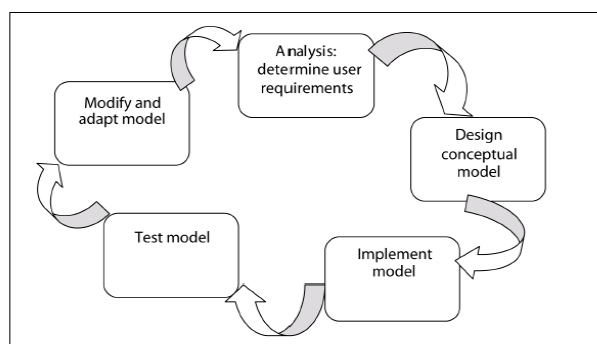 Analysis:
determine user
requirements
Design
conceptual
model
Implement
model
Test model
Modify and
adapt model